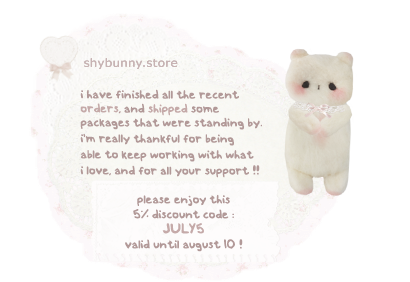 shybunny.store
i have finished all the recent
orders, and shipped some
packages that were standing by.
i'm really thankful for being
able to keep working with what
i love, and for all your support !!
please enjoy this
5% discount code :
JULY5
valid until august 10 !